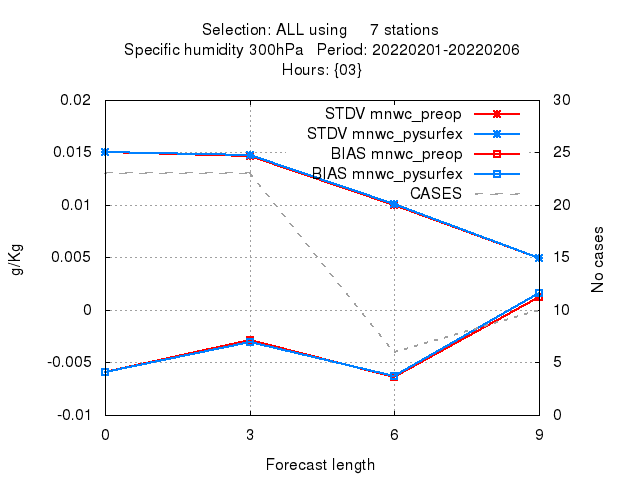 Selection: ALL using     7 stations
Specific humidity 300hPa   Period: 20220201-20220206
Hours: {03}
STDV mnwc_preop
STDV mnwc_pysurfex
BIAS mnwc_preop
BIAS mnwc_pysurfex
CASES
0.02
0.015
0.01
0.005
0
-0.005
-0.01
g/Kg
30
25
20
15
10
5
0
No cases
0
3
6
9
Forecast length